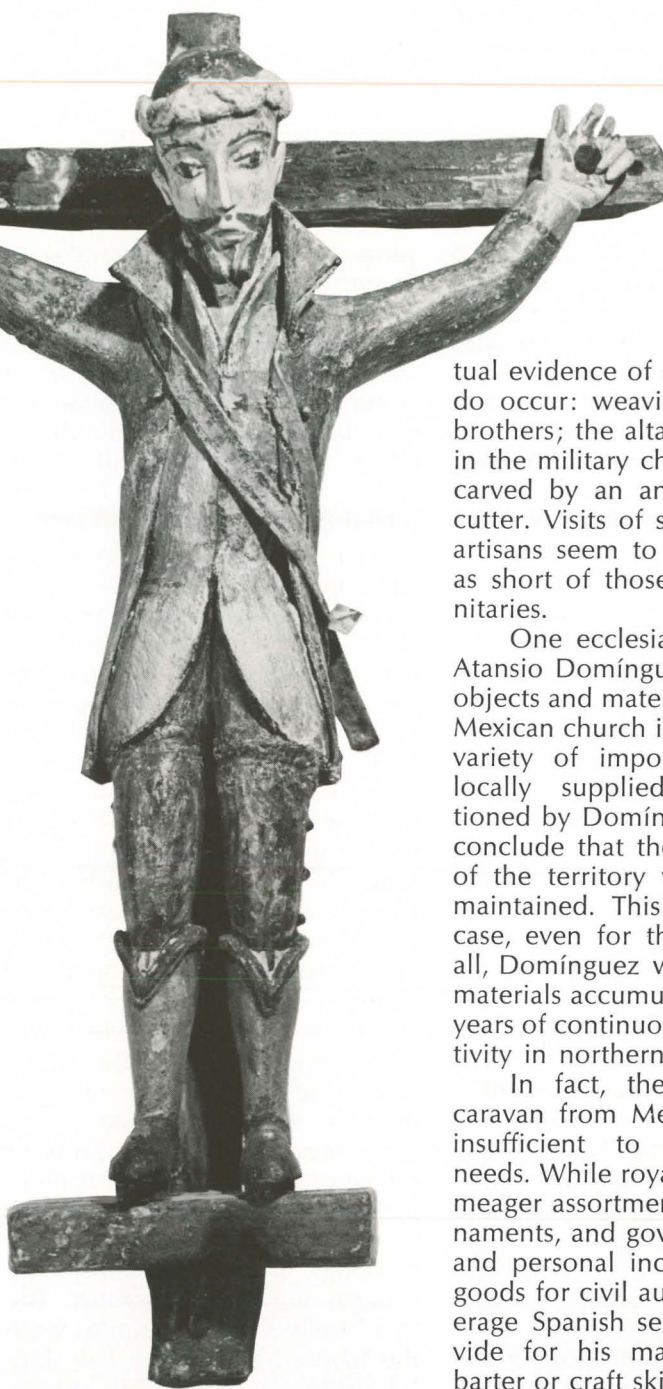 tual evidence of
do occur: weavi
brothers; the alta
in the military ch
carved by an an
cutter. Visits of s
artisans seem to
as short of those
nitaries.
One ecclesia
Atansio Domíngu
objects and mate
Mexican church i
variety of impo
locally supplied
tioned by Domín
conclude that the
of the territory
maintained. This
case, even for th
all, Domínguez v
materials accumu
years of continuo
tivity in northern
In fact, the
caravan from Me
insufficient to
needs. While roya
meager assortmer
naments, and gov
and personal inc
goods for civil au
erage Spanish se
vide for his ma
barter or craft ski